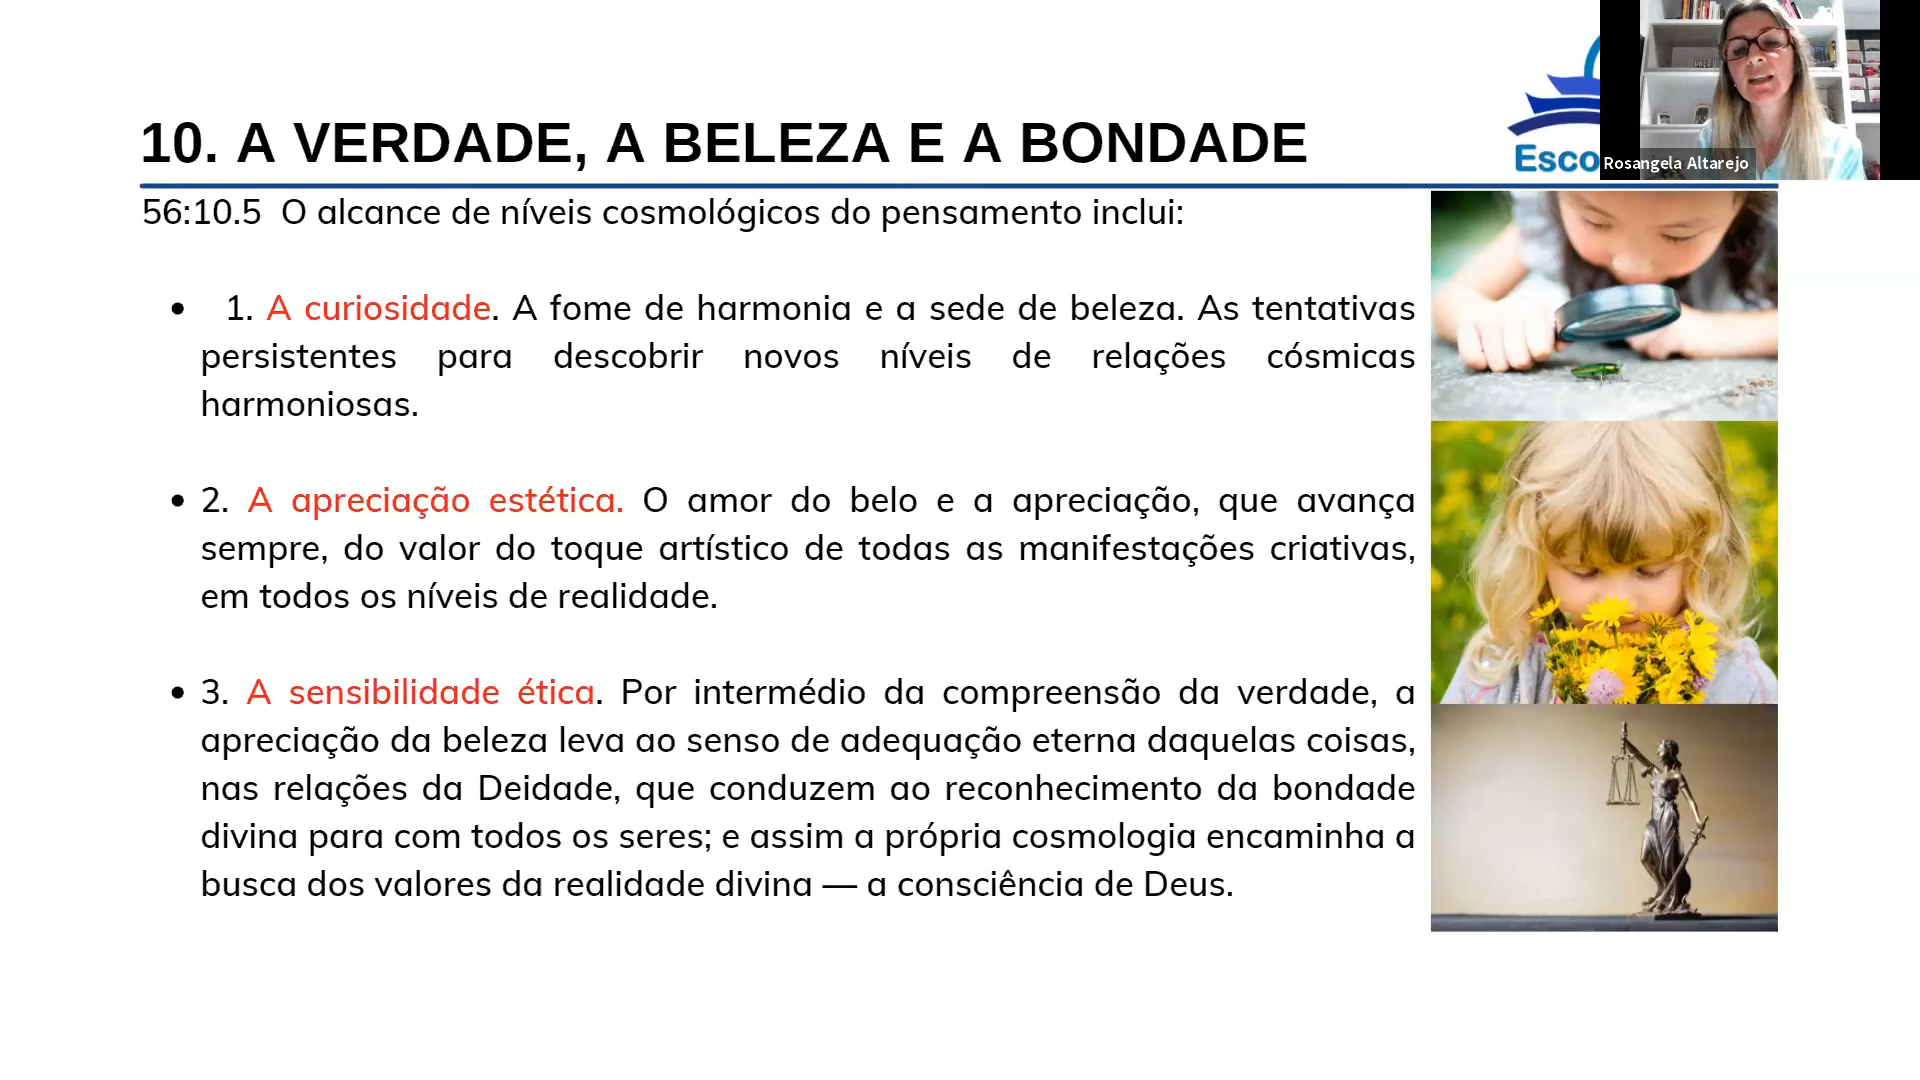 10. A VERDADE, A BELEZA E A BONDADE
Esco
Rosangela Altarejo
56:10.5 O alcance de níveis cosmológicos do pensamento inclui:
• 1. A curiosidade. A fome de harmonia e a sede de beleza. As tentativas
persistentes para descobrir novos níveis de relações cósmicas
harmoniosas.
• 2. A apreciação estética. O amor do belo e a apreciação, que avança
sempre, do valor do toque artístico de todas as manifestações criativas,
em todos os níveis de realidade.
• 3. A sensibilidade ética. Por intermédio da compreensão da verdade, a
apreciação da beleza leva ao senso de adequação eterna daquelas coisas,
nas relações da Deidade, que conduzem ao reconhecimento da bondade
divina para com todos os seres; e assim a própria cosmologia encaminha a
busca dos valores da realidade divina — a consciência de Deus.